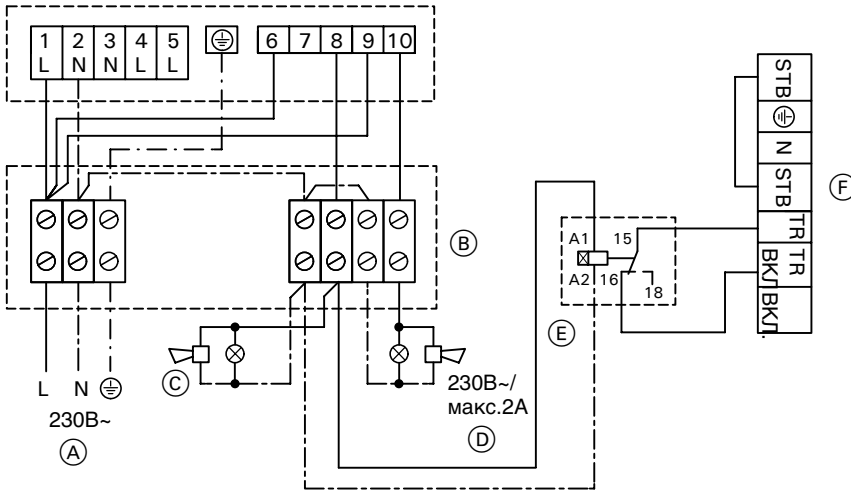 1 2 3 4 5 6 7 8 9 10
L N N L L
B
C
L N
230В~
A
230В~/
макс.2А
D
A1 15
A2 16
18
E
STB
N
STB
TR
TR
ВКЛ
ВКЛ.
F